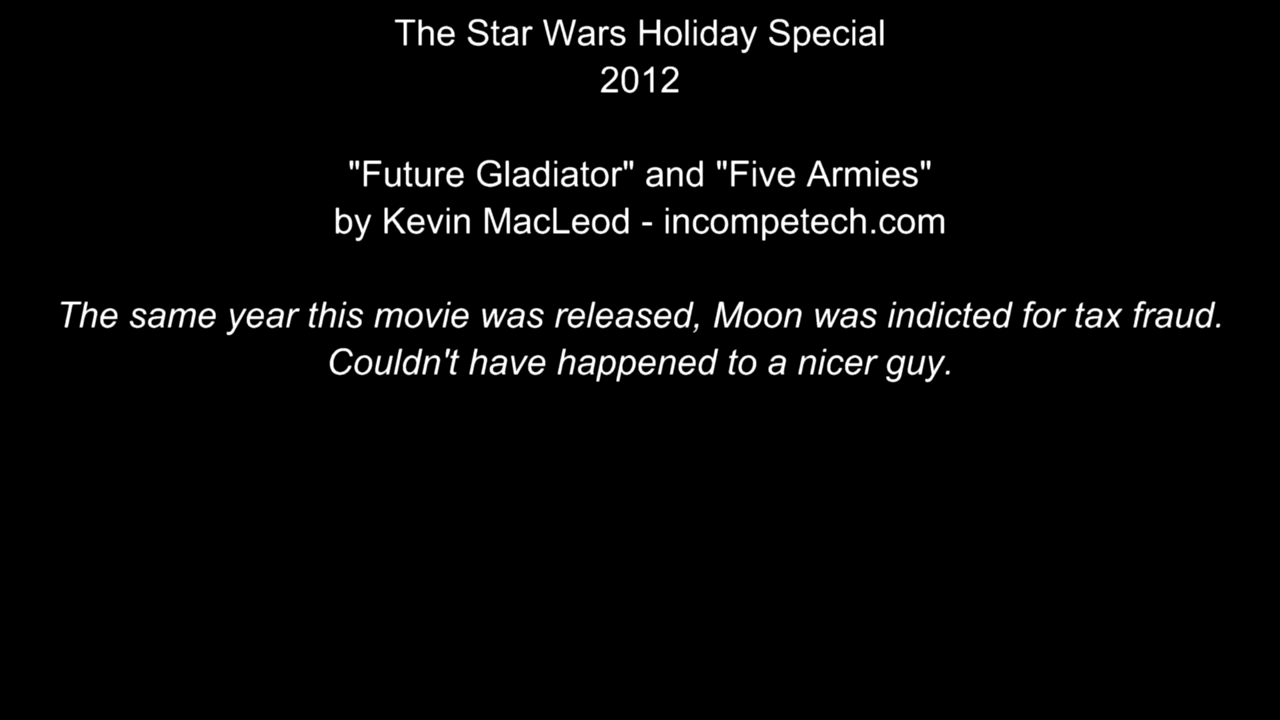 The Star Wars Holiday Special
2012
"Future Gladiator" and "Five Armies"
by Kevin MacLeod - incompetech.com
The same year this movie was released, Moon was indicted for tax fraud.
Couldn't have happened to a nicer guy.